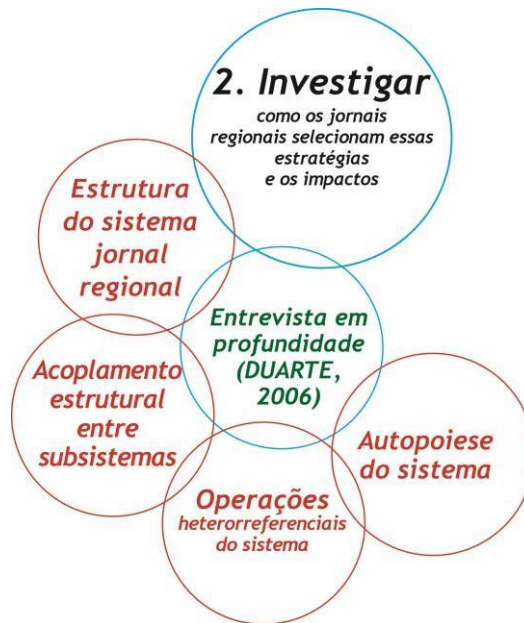 2. Investigar
como os jornais
regionais selecionam essas
estratégias
e os impactos
Estrutura
do sistema
jornal
regional
Entrevista em
profundidade
(DUARTE,
2006)
Acoplamento
estrutural
entre
subsistemas
Autopoiese
do sistema
Operações
heterorreferenciais
do sistema